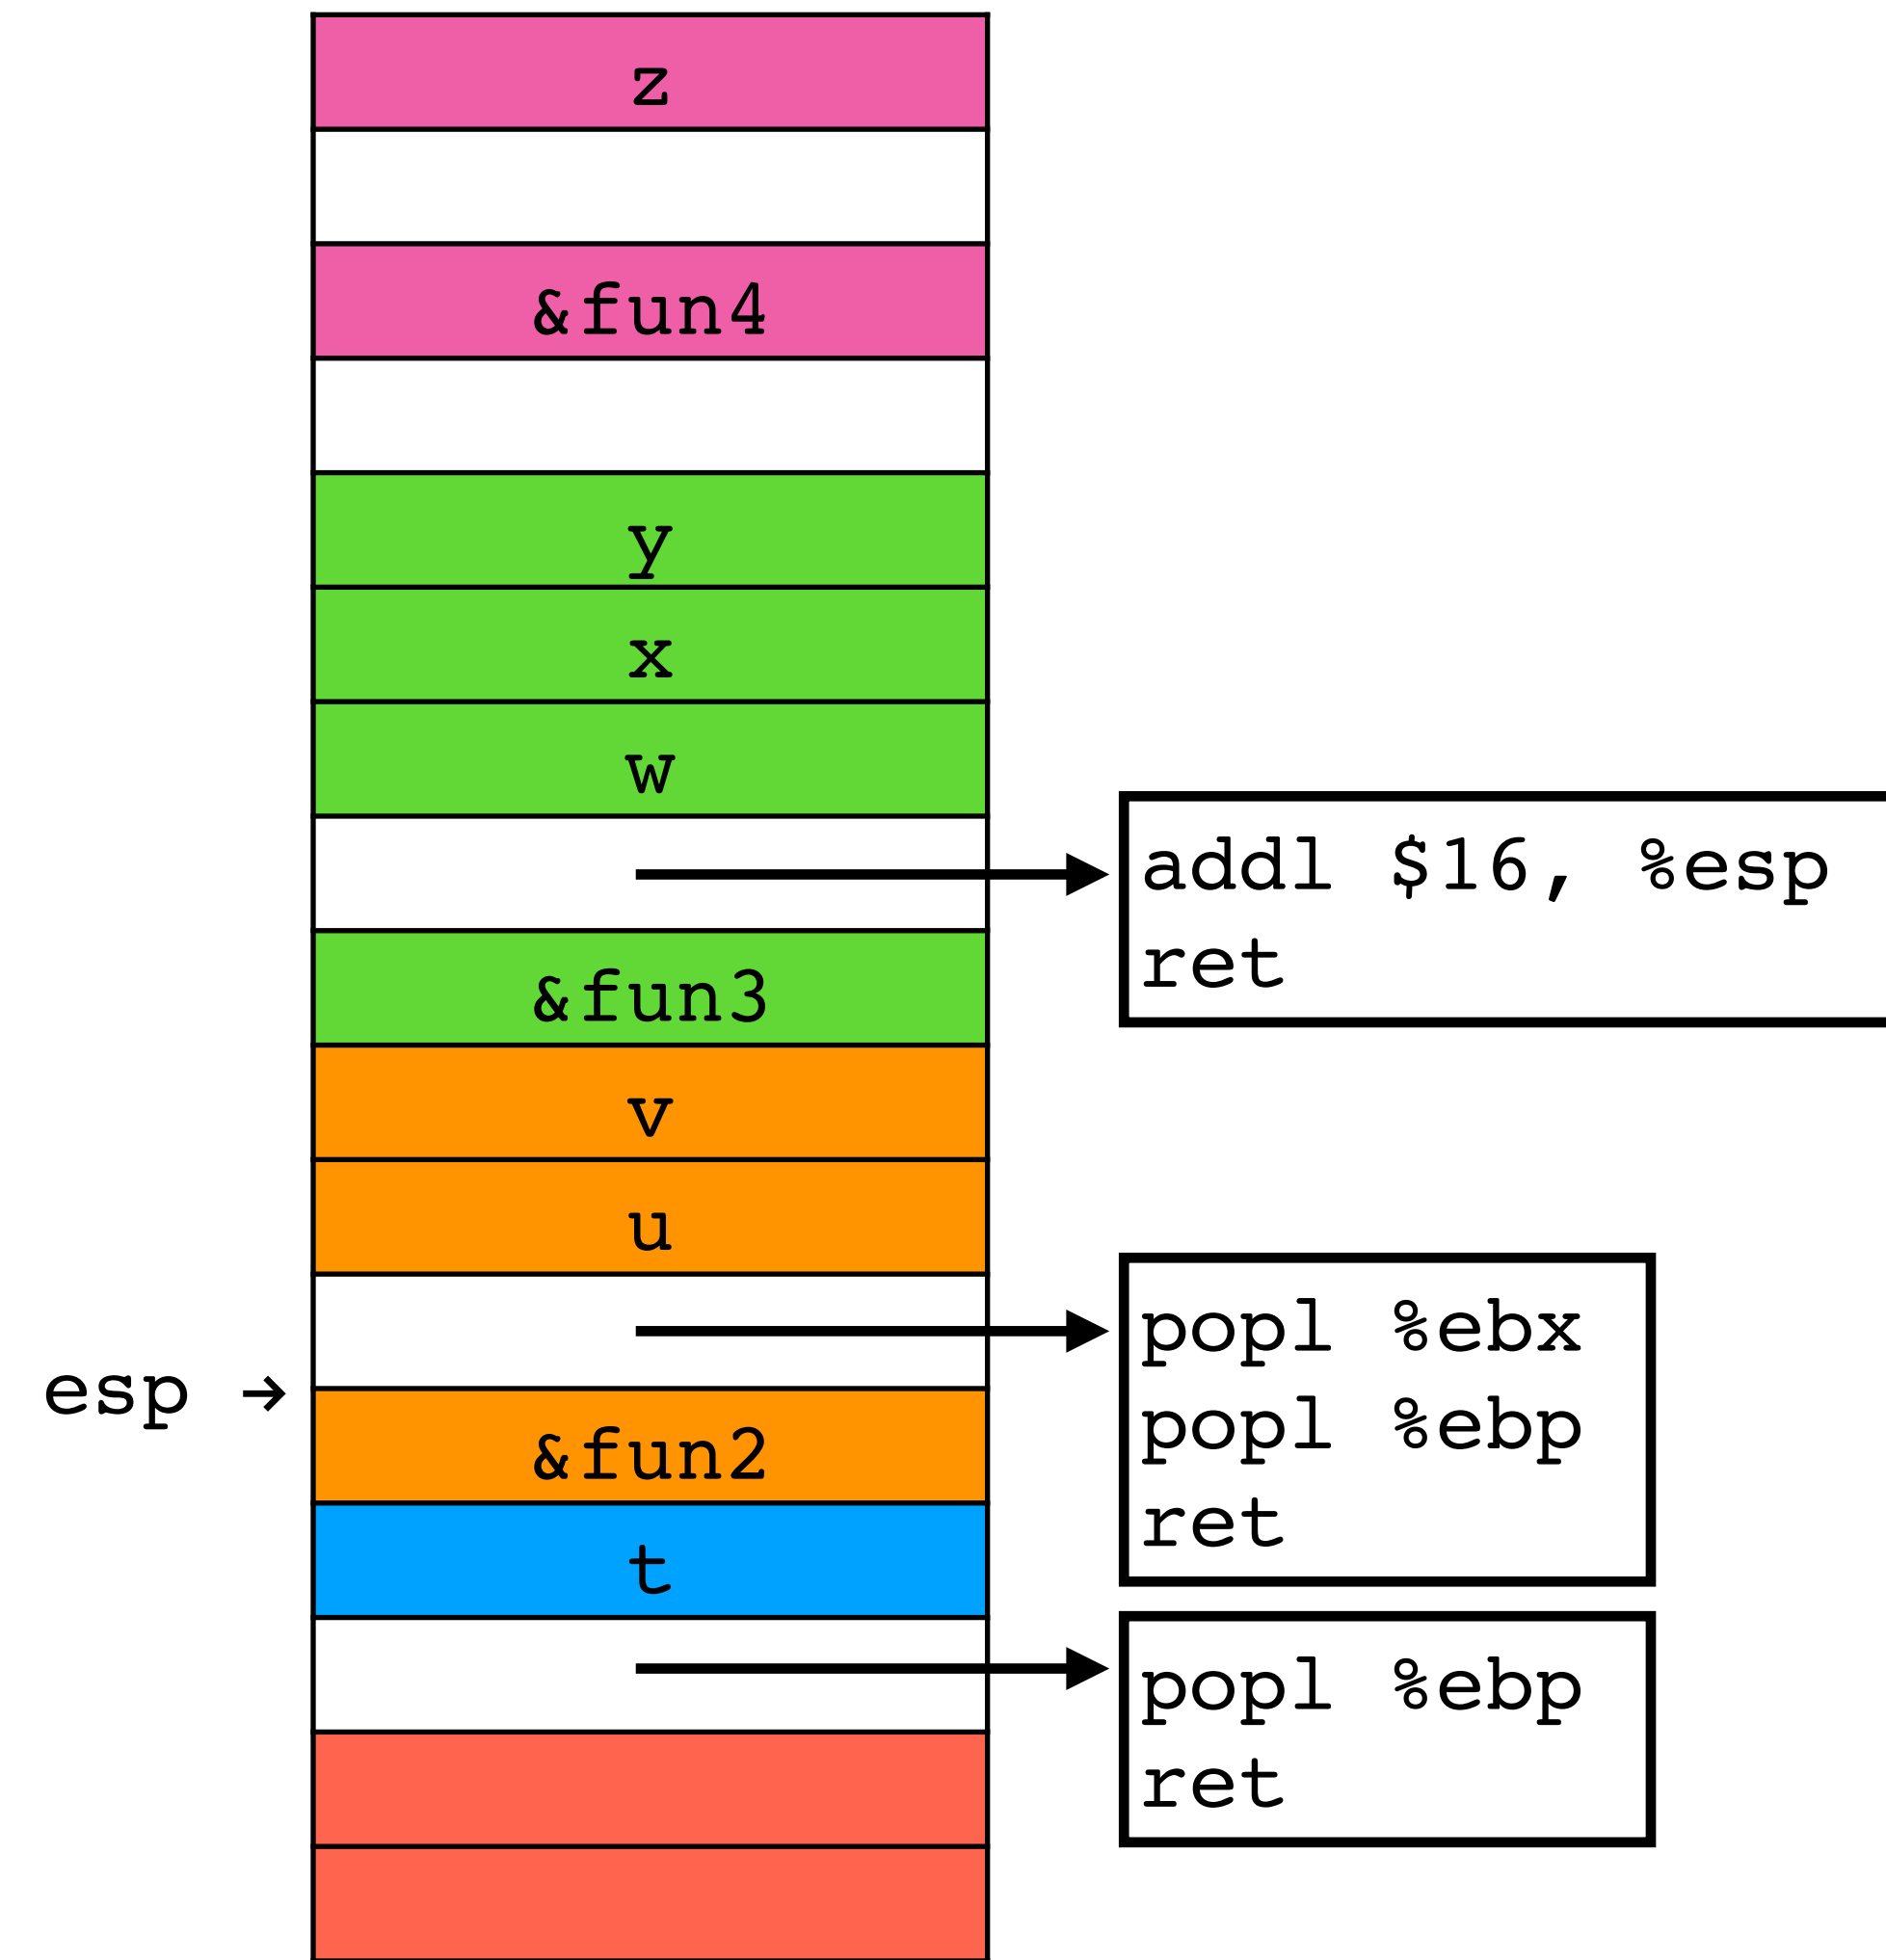 z
&fun4
y
x
w
addl $16, %esp
ret
&fun3
v
u
popl %ebx
popl %ebp
ret
esp →
&fun2
t
popl %ebp
ret